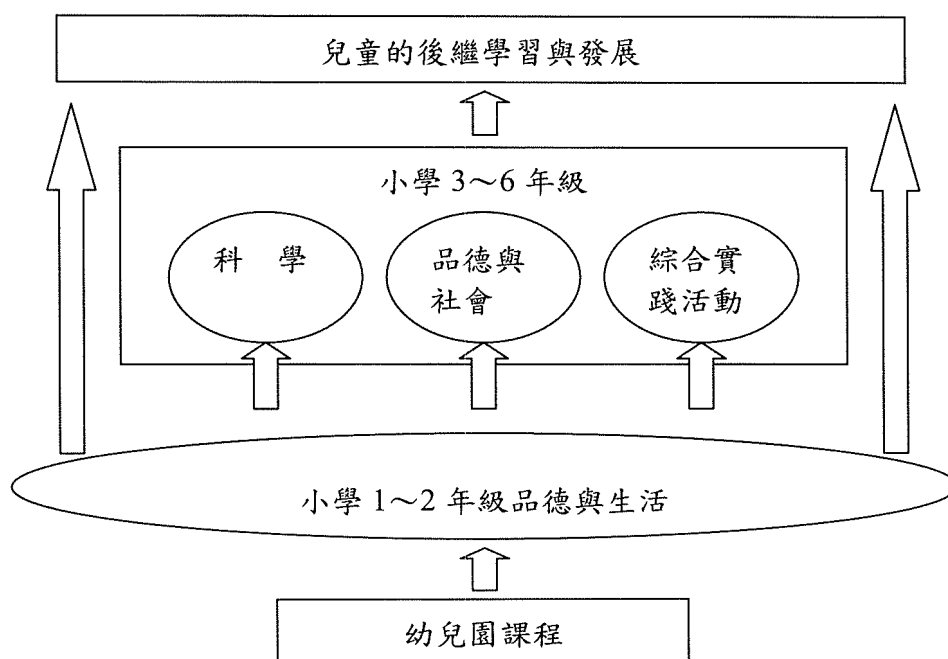 兒童的後繼學習與發展
小學 3～6 年級
科 學
品德與
社會
綜合實
踐活動
小學 1～2 年級品德與生活
幼兒園課程